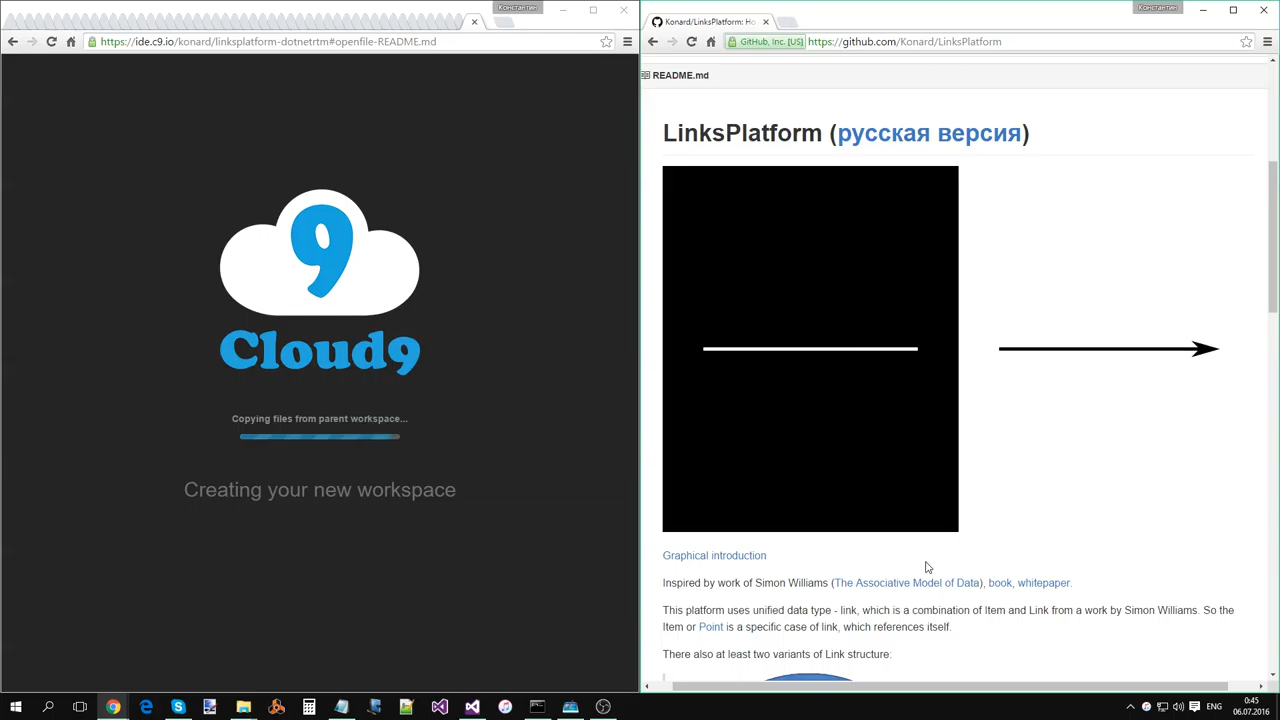 Константин
https://ide.c9.io/konard/linksplatform-dotnetrtm#openfile-README.md
9
Cloud9
Copying files from parent workspace...
Creating your new workspace
Константин
Konard/LinksPlatform: Ho
GitHub, Inc. [US]
https://github.com/Konard/LinksPlatform
README.md
LinksPlatform (русская версия)
Graphical introduction
Inspired by work of Simon Williams (The Associative Model of Data), book, whitepaper.
This platform uses unified data type - link, which is a combination of Item and Link from a work by Simon Williams. So the
Item or Point is a specific case of link, which references itself.
There also at least two variants of Link structure:
ENG
0:45
06.07.2016